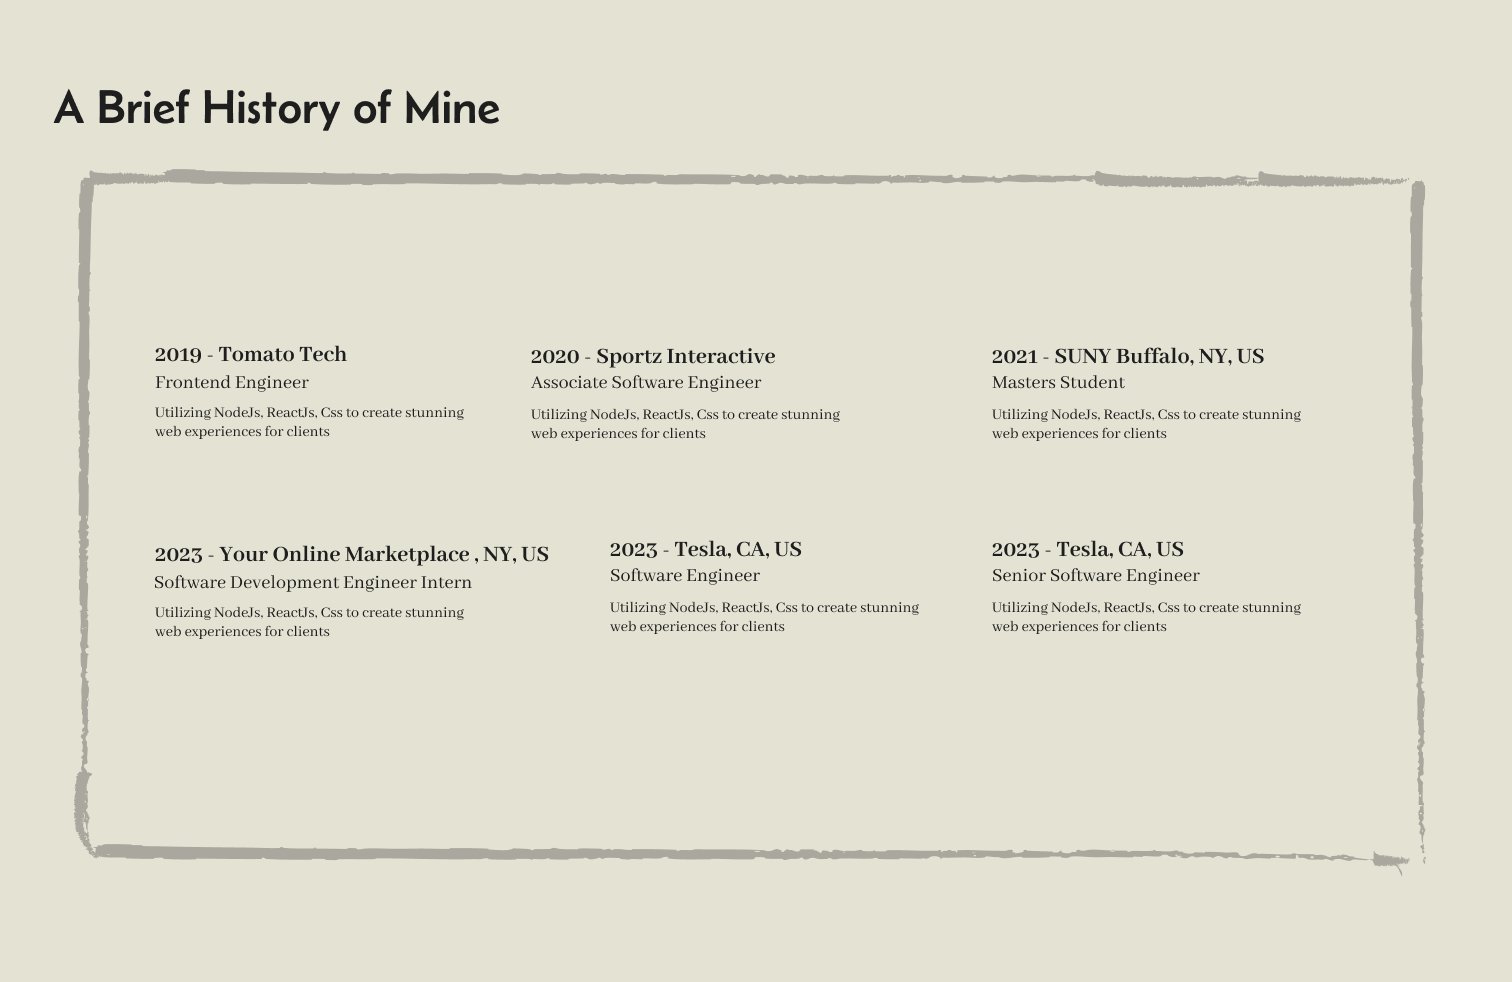 A Brief History of Mine
2019 - Tomato Tech
Frontend Engineer
Utilizing NodeJs, ReactJs, Css to create stunning
web experiences for clients
2020 - Sportz Interactive
Associate Software Engineer
Utilizing NodeJs, ReactJs, Css to create stunning
web experiences for clients
2021 - SUNY Buffalo, NY, US
Masters Student
Utilizing NodeJs, ReactJs, Css to create stunning
web experiences for clients
2023 - Your Online Marketplace , NY, US
Software Development Engineer Intern
Utilizing NodeJs, ReactJs, Css to create stunning
web experiences for clients
2023 - Tesla, CA, US
Software Engineer
Utilizing NodeJs, ReactJs, Css to create stunning
web experiences for clients
2023 - Tesla, CA, US
Senior Software Engineer
Utilizing NodeJs, ReactJs, Css to create stunning
web experiences for clients